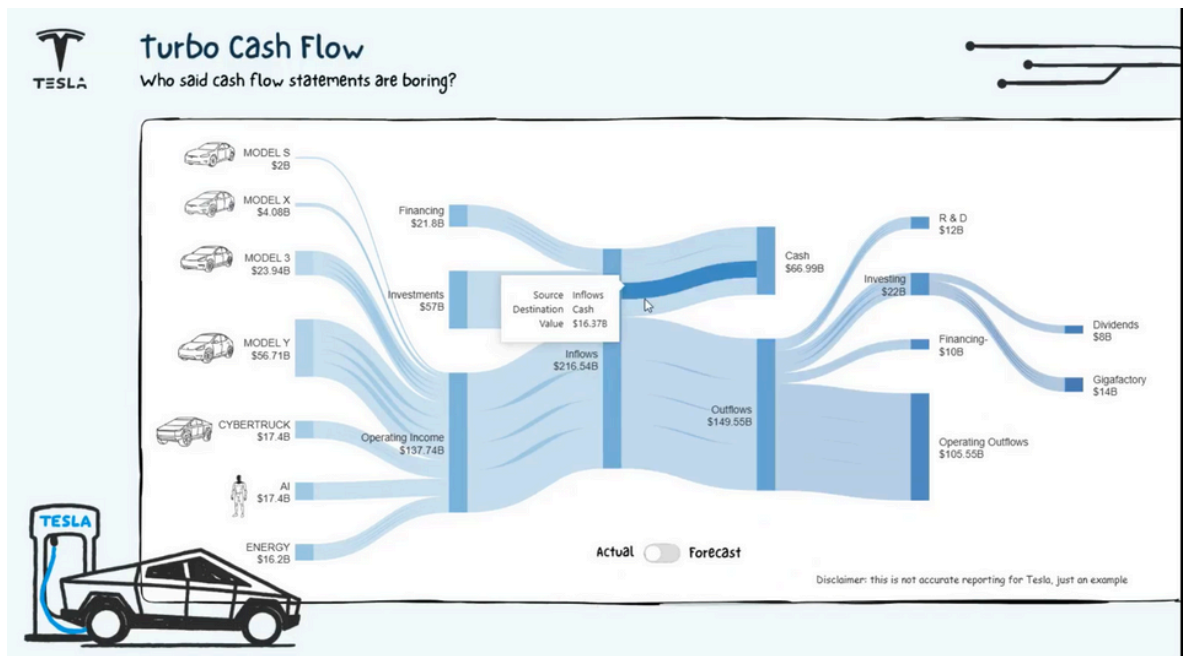 TESLA
Turbo Cash Flow
Who said cash flow statements are boring?
MODEL S
$2B
MODEL X
$4.08B
MODEL 3
$23.94B
MODEL Y
$56.71B
CYBERTRUCK
$17.4B
AI
$17.4B
ENERGY
$16.2B
Financing
$21.8B
Investments
$57B
Operating Income
$137.74B
Source Inflows
Destination Cash
Value $16.37B
Inflows
$216.54B
Cash
$66.99B
Outflows
$149.55B
R & D
$12B
Investing
$22B
Financing-
$10B
Operating Outflows
$105.55B
Dividends
$8B
Gigafactory
$14B
Actual Forecast
Disclaimer: this is not accurate reporting for Tesla, just an example
TESLA